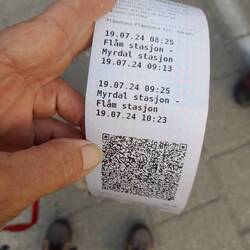 19.07.24 08:25 -
Flåm stasjon -
Myrdal stasjon
19.07.24 09:13
19.07.24 09:25
Myrdal stasjon -
Flåm stasjon
19.07.24 10:23